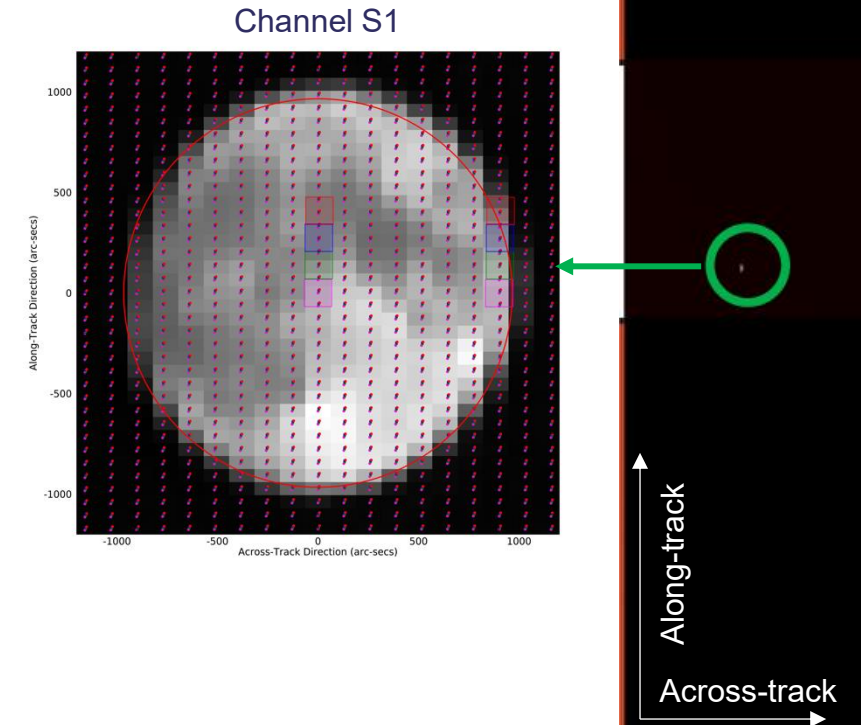 Channel S1
1000
500
0
-500
-1000
Along-Track Direction (arc-secs)
-1000 -500 0 500 1000
Across-Track Direction (arc-secs)
Along-track
Across-track